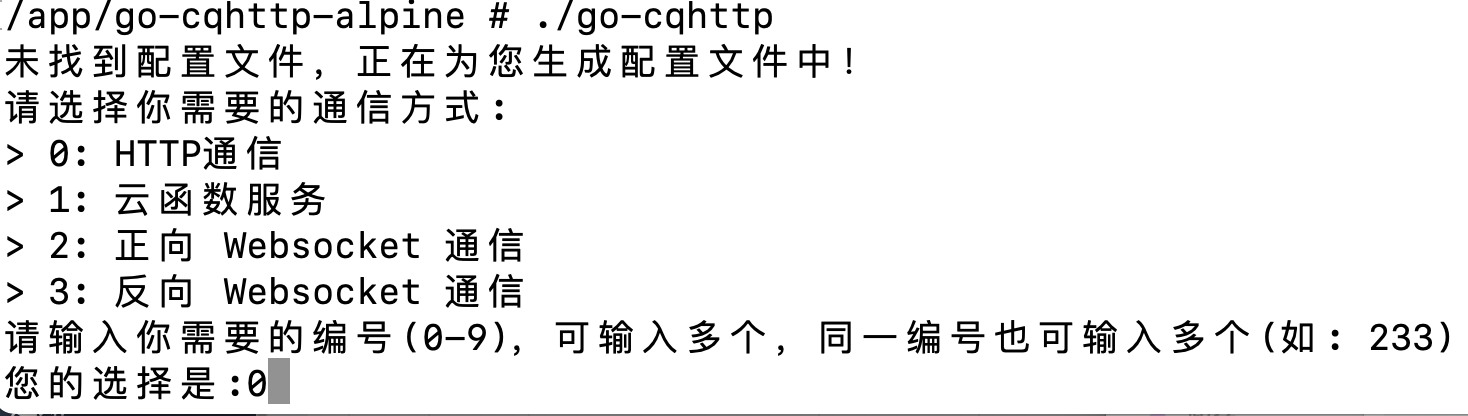 /app/go-cqhttp-alpine # ./go-cqhttp
未找到配置文件，正在为您生成配置文件中！
请选择你需要的通信方式:
> 0: HTTP通信
> 1: 云函数服务
> 2: 正向 Websocket 通信
> 3: 反向 Websocket 通信
请输入你需要的编号(0-9)，可输入多个，同一编号也可输入多个(如: 233)
您的选择是:0